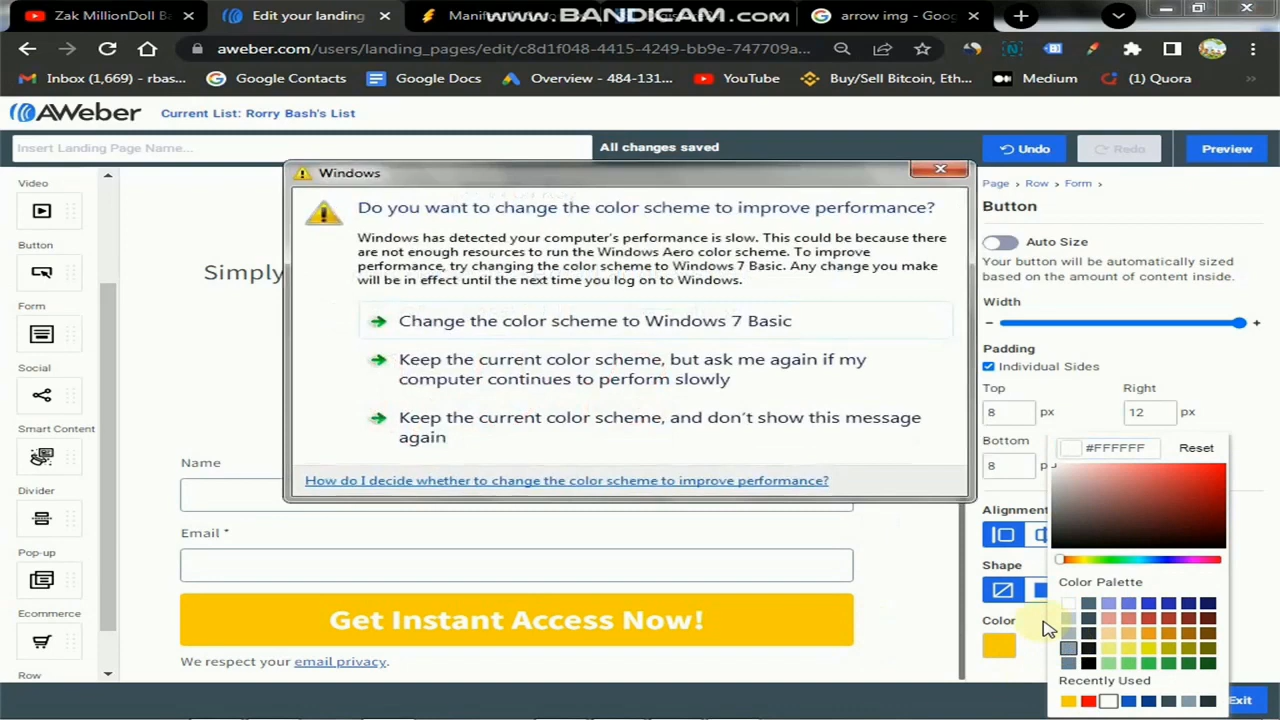 Zak MillionDoll Ba
Edit your landing
Manif
WWW.BANDICAM.COM
arrow img - Goog
aweber.com/users/landing_pages/edit/c8d1f048-4415-4249-bb9e-747709a...
Inbox (1,669) - rbas...
Google Contacts
Google Docs
Overview - 484-131...
YouTube
Buy/Sell Bitcoin, Eth...
Medium
(1) Quora
AWeber
Current List: Rorry Bash's List
Insert Landing Page Name...
All changes saved
Undo
Redo
Preview
Video
Button
Form
Social
Smart Content
Divider
Pop-up
Ecommerce
Row
Simply
Windows
Do you want to change the color scheme to improve performance?
Windows has detected your computer's performance is slow. This could be because there
are not enough resources to run the Windows Aero color scheme. To improve
performance, try changing the color scheme to Windows 7 Basic. Any change you make
will be in effect until the next time you log on to Windows.
Change the color scheme to Windows 7 Basic
Keep the current color scheme, but ask me again if my
computer continues to perform slowly
Keep the current color scheme, and don't show this message
again
How do I decide whether to change the color scheme to improve performance?
Name
Email *
Get Instant Access Now!
We respect your email privacy.
Page > Row > Form >
Button
Auto Size
Your button will be automatically sized
based on the amount of content inside.
Width
Padding
Individual Sides
Top
Right
8 px
12 px
Bottom
8
Alignment
Shape
Color
#FFFFFF
Reset
Color Palette
Recently Used
Exit